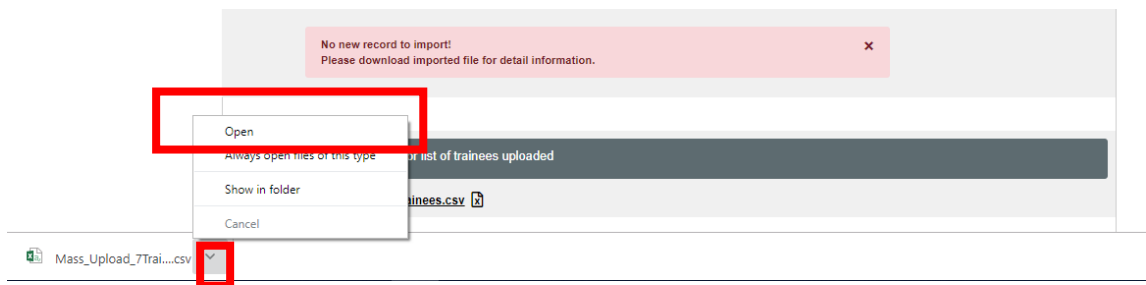 No new record to import!
Please download imported file for detail information.
×
Open
Always open files of this type
or list of trainees uploaded
Show in folder
ainees.csv
Cancel
Mass_Upload_7Trai....csv